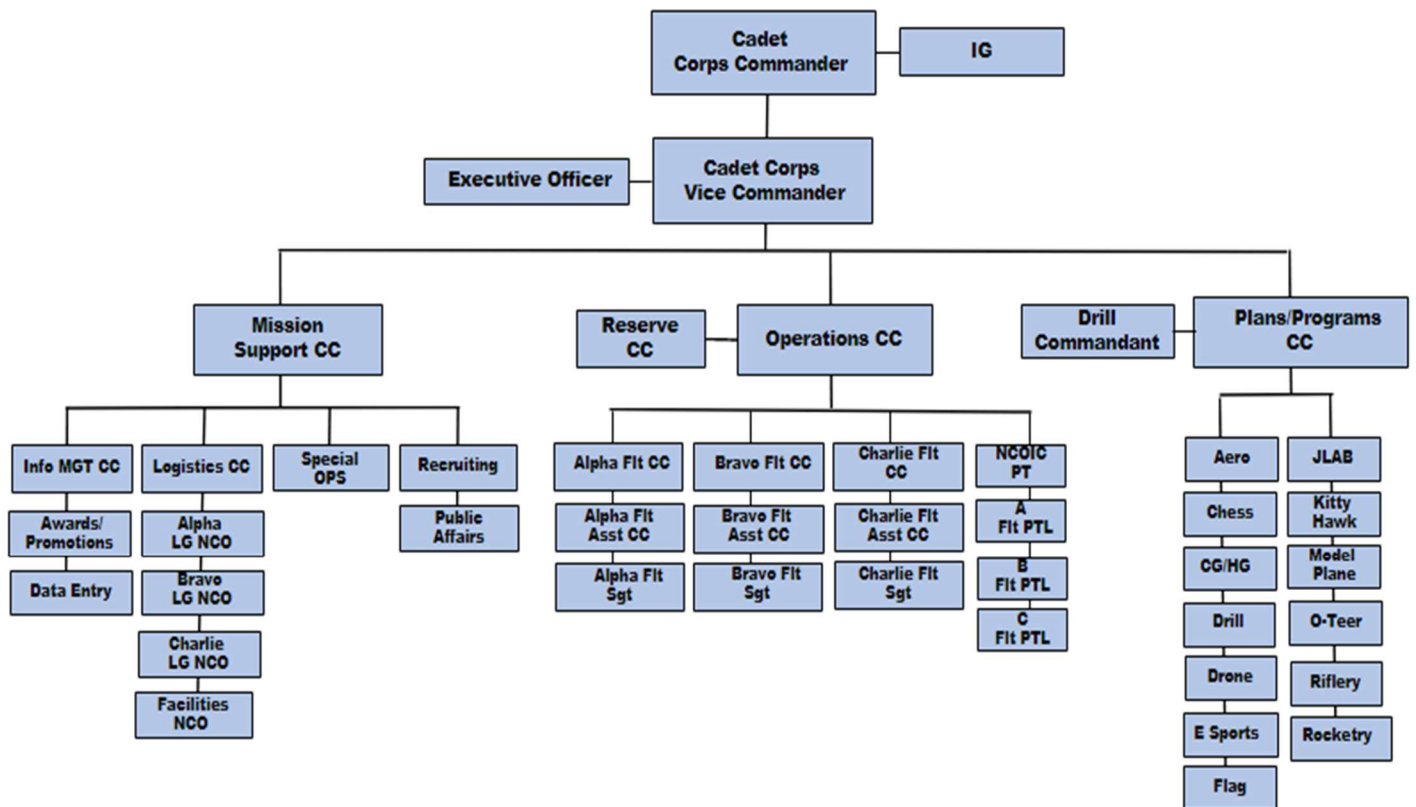 Cadet
Corps Commander
IG
Executive Officer
Cadet Corps
Vice Commander
Mission
Support CC
Reserve
CC
Operations CC
Drill
Commandant
Plans/Programs
CC
Info MGT CC
Awards/
Promotions
Data Entry
Logistics CC
Alpha
LG NCO
Bravo
LG NCO
Charlie
LG NCO
Facilities
NCO
Special
OPS
Recruiting
Public
Affairs
Alpha Flt CC
Alpha Flt
Asst CC
Alpha Flt
Sgt
Bravo Flt CC
Bravo Flt
Asst CC
Bravo Flt
Sgt
Charlie Flt
CC
Charlie Flt
Asst CC
Charlie Flt
Sgt
NCOIC
PT
A
Flt PTL
B
Flt PTL
C
Flt PTL
Aero
Chess
CG/HG
Drill
Drone
E Sports
Flag
JLAB
Kitty
Hawk
Model
Plane
O-Teer
Riflery
Rocketry